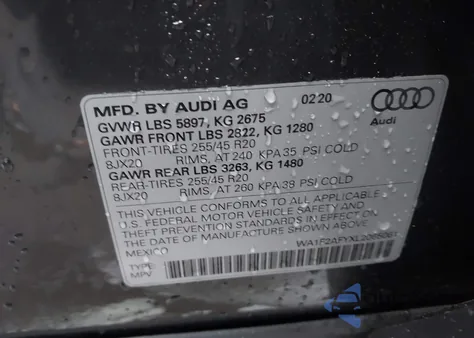 MFD. BY AUDI AG 02/20
GVWR LBS 5897, KG 2675
GAWR FRONT LBS 2822, KG 1280
FRONT-TIRES 255/45 R20
8JX20 RIMS, AT 240 KPA 35 PSI COLD
GAWR REAR LBS 3263, KG 1480
REAR-TIRES 255/45 R20
8JX20 RIMS, AT 260 KPA 38 PSI COLD
THIS VEHICLE CONFORMS TO ALL APPLICABLE
U.S. FEDERAL MOTOR VEHICLE SAFETY, BUMPER, AND
THEFT PREVENTION STANDARDS IN EFFECT ON
THE DATE OF MANUFACTURE SHOWN ABOVE.
MEXICO
TYPE:
MPV
Audi